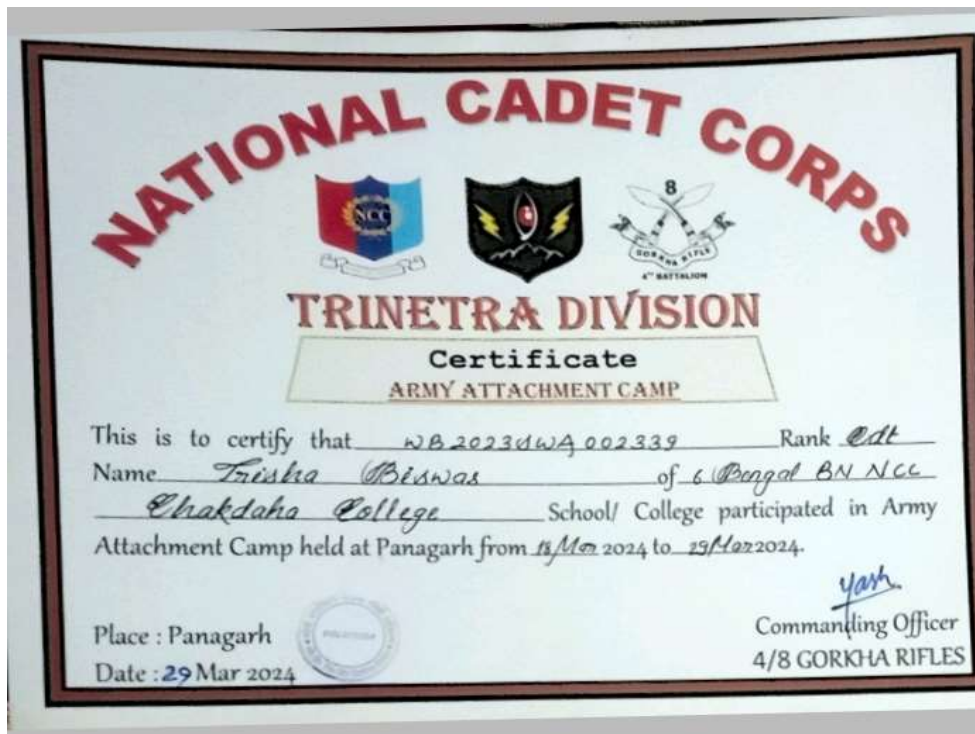 NATIONAL CADET CORPS
NCC
8
GORKHA RIFLE
4TH BATTALION
TRINETRA DIVISION
Certificate
ARMY ATTACHMENT CAMP
This is to certify that WB2023SWA002339 Rank Cdt
Name Trisha Biswas of 6 Bengal BN NCC
Chakdaha College School/ College participated in Army
Attachment Camp held at Panagarh from 18/Mar 2024 to 29/Mar 2024.
Yash
Place : Panagarh
Commanding Officer
Date : 29 Mar 2024
4/8 GORKHA RIFLES